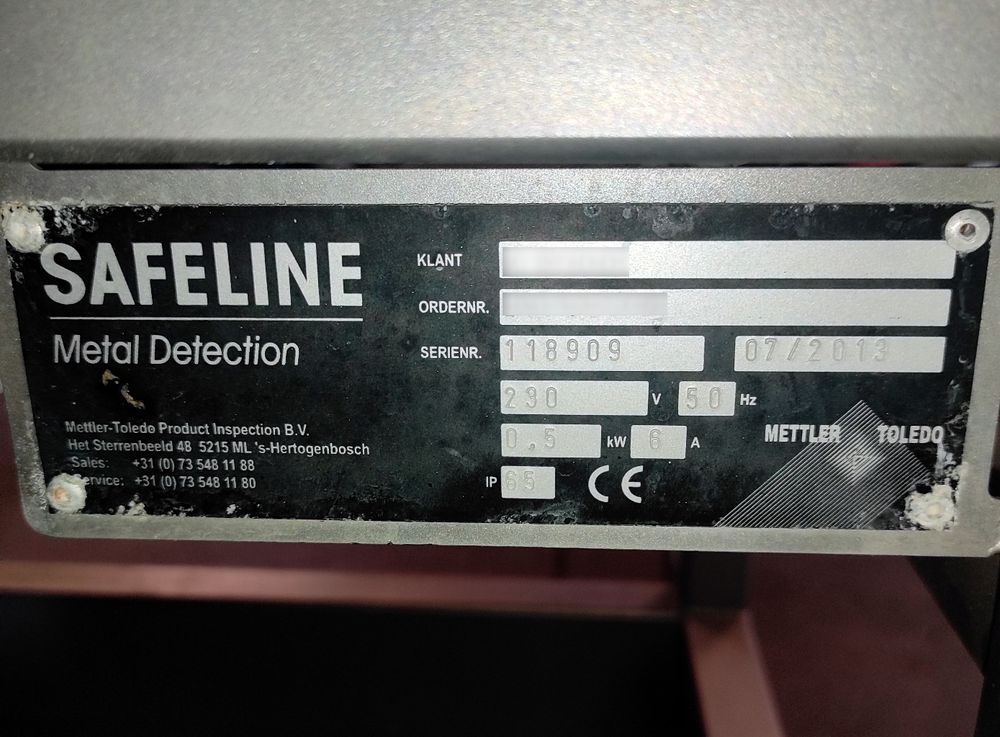 SAFELINE
Metal Detection
Mettler-Toledo Product Inspection B.V.
Het Sterrenbeeld 48 5215 ML 's-Hertogenbosch
Sales: +31 (0) 73 548 11 88
Service: +31 (0) 73 548 11 80
KLANT
ORDERNR.
SERIENR. 118909 07/2013
230 V 50 Hz
0,5 kW 6 A
IP 65 CE
METTLER TOLEDO